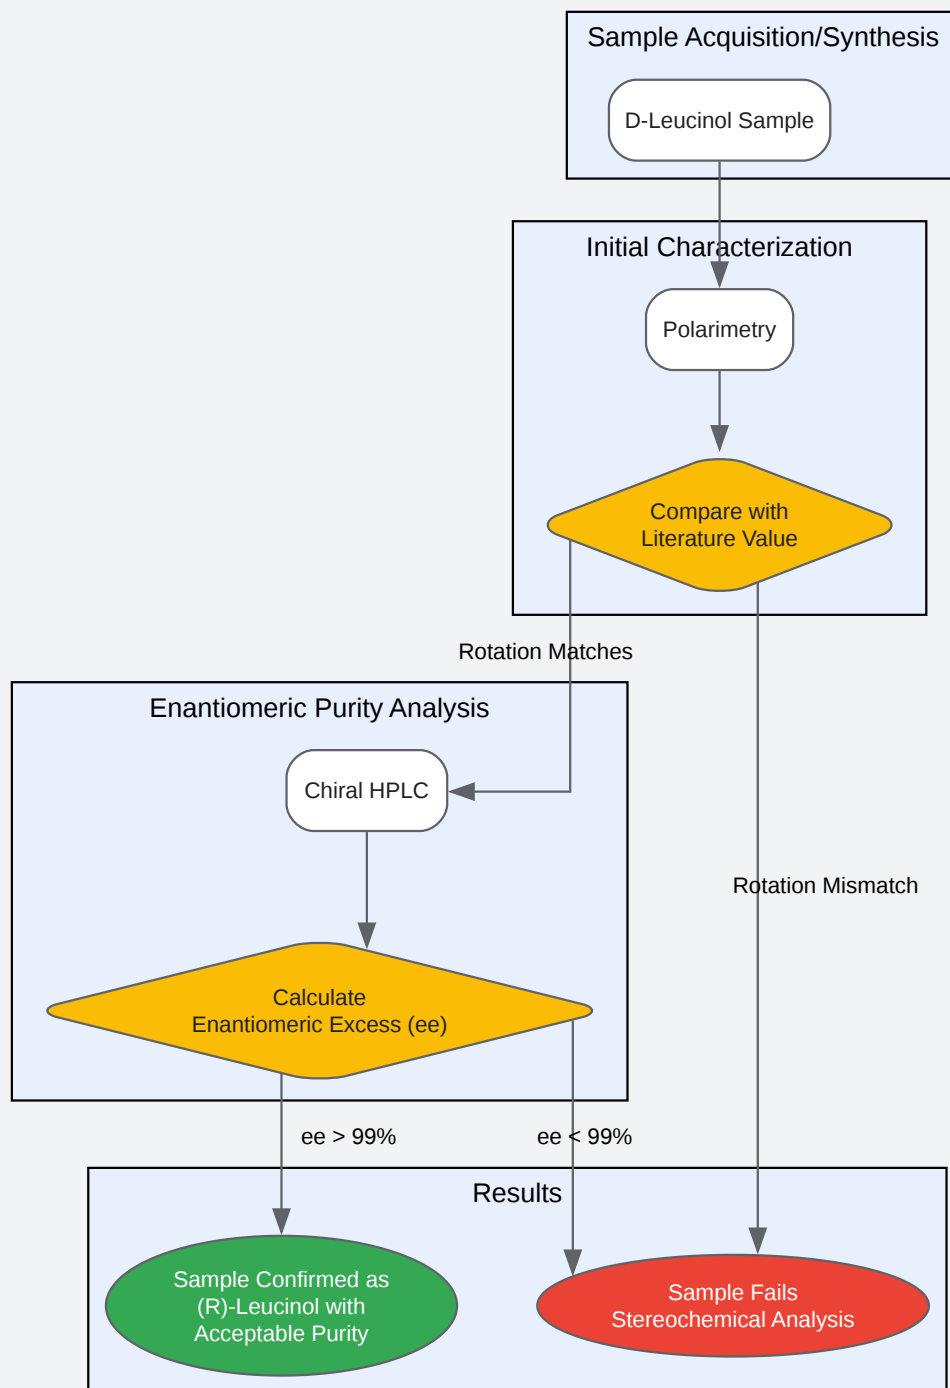 Sample Acquisition/Synthesis
D-Leucinol Sample
Initial Characterization
Polarimetry
Compare with
Literature Value
Rotation Matches
Enantiomeric Purity Analysis
Chiral HPLC
Rotation Mismatch
Calculate
Enantiomeric Excess (ee)
ee > 99%
ee < 99%
Results
Sample Confirmed as
(R)-Leucinol with
Acceptable Purity
Sample Fails
Stereochemical Analysis